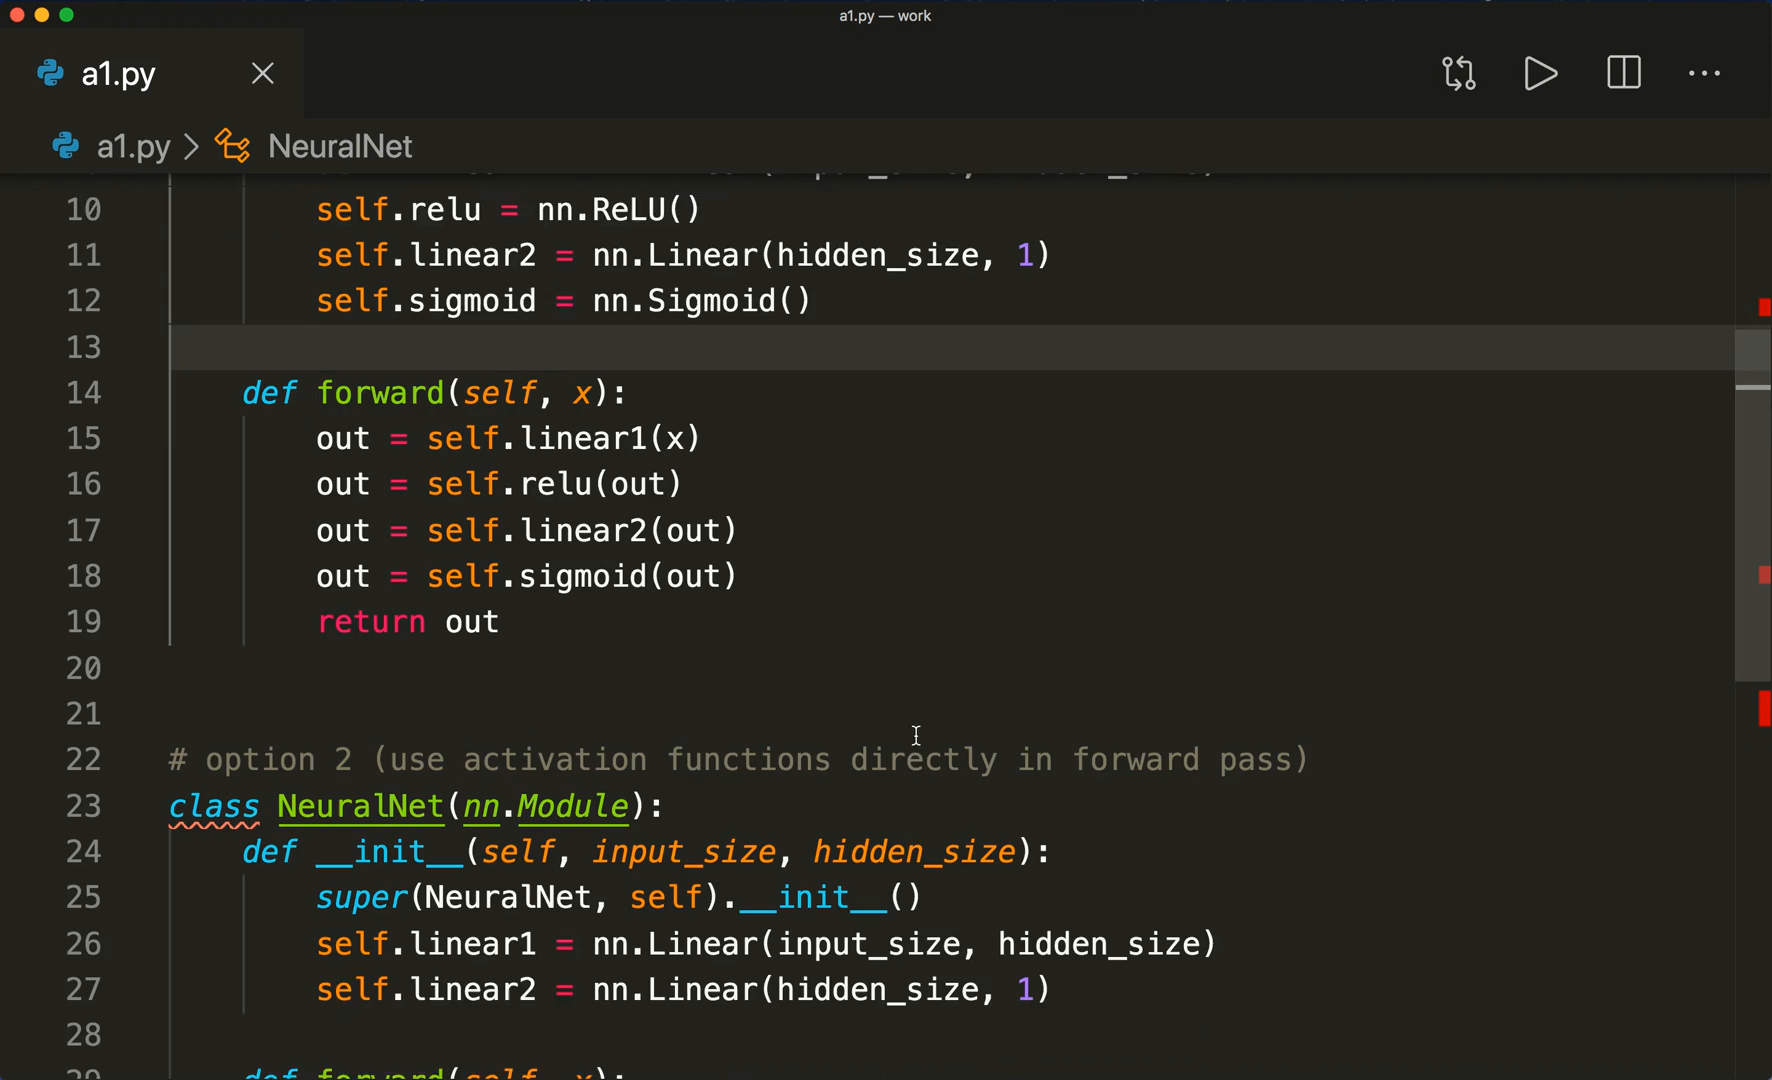 a1.py — work
a1.py
a1.py > NeuralNet
10 self.relu = nn.ReLU()
11 self.linear2 = nn.Linear(hidden_size, 1)
12 self.sigmoid = nn.Sigmoid()
13
14 def forward(self, x):
15 out = self.linear1(x)
16 out = self.relu(out)
17 out = self.linear2(out)
18 out = self.sigmoid(out)
19 return out
20
21
22 # option 2 (use activation functions directly in forward pass)
23 class NeuralNet(nn.Module):
24 def __init__(self, input_size, hidden_size):
25 super(NeuralNet, self).__init__()
26 self.linear1 = nn.Linear(input_size, hidden_size)
27 self.linear2 = nn.Linear(hidden_size, 1)
28
29 def forward(self, x):